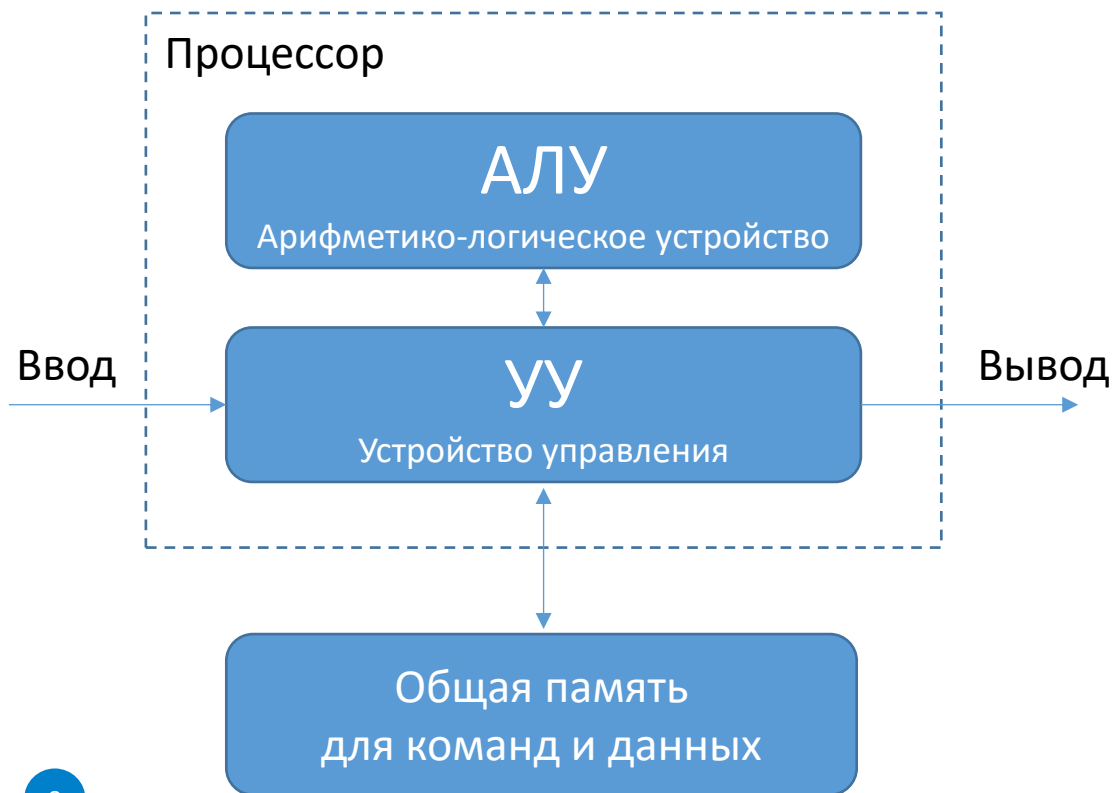 Процессор
АЛУ
Арифметико-логическое устройство
Ввод
УУ
Вывод
Устройство управления
Общая память
для команд и данных